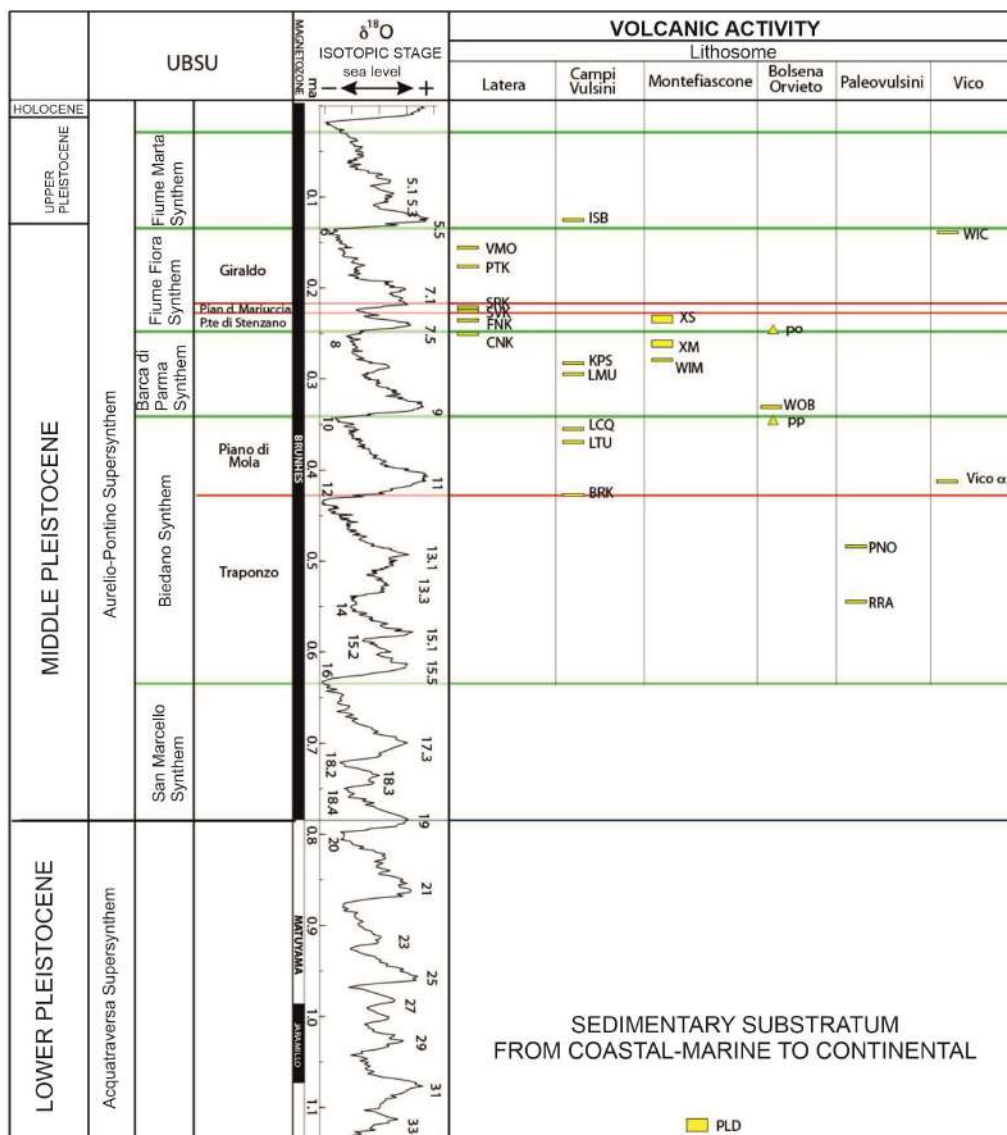 VOLCANIC ACTIVITY
Lithosome
UBSU
MAGNETOZONE
ma
δ18O
ISOTOPIC STAGE
sea level
− +
Latera
Campi
Vulsini
Montefiascone
Bolsena
Orvieto
Paleovulsini
Vico
HOLOCENE
UPPER
PLEISTOCENE
MIDDLE PLEISTOCENE
LOWER PLEISTOCENE
Aurelio-Pontino Supersynthem
Acquatraversa Supersynthem
Fiume Marta
Synthem
Fiume Fiora
Synthem
Barca di
Parma
Synthem
Biedano Synthem
San Marcello
Synthem
Giraldo
Pian d. Mariuccia
P.te di Stenzano
Piano di
Mola
Traponzo
BRUNHES
MATUYAMA
JARAMILLO
0.1
0.2
0.3
0.4
0.5
0.6
0.7
0.8
0.9
1.0
1.1
5.1
5.3
5.5
6
7.1
7.5
8
9
10
11
12
13.1
13.3
14
15.1
15.2
15.5
16
17.3
18.2
18.3
18.4
19
20
21
23
25
27
29
31
33
ISB
WIC
VMO
PTK
SRK
SVK
FNK
CNK
XS
po
XM
KPS
WIM
LMU
WOB
LCQ
pp
LTU
Vico α
BRK
PNO
RRA
SEDIMENTARY SUBSTRATUM
FROM COASTAL-MARINE TO CONTINENTAL
PLD